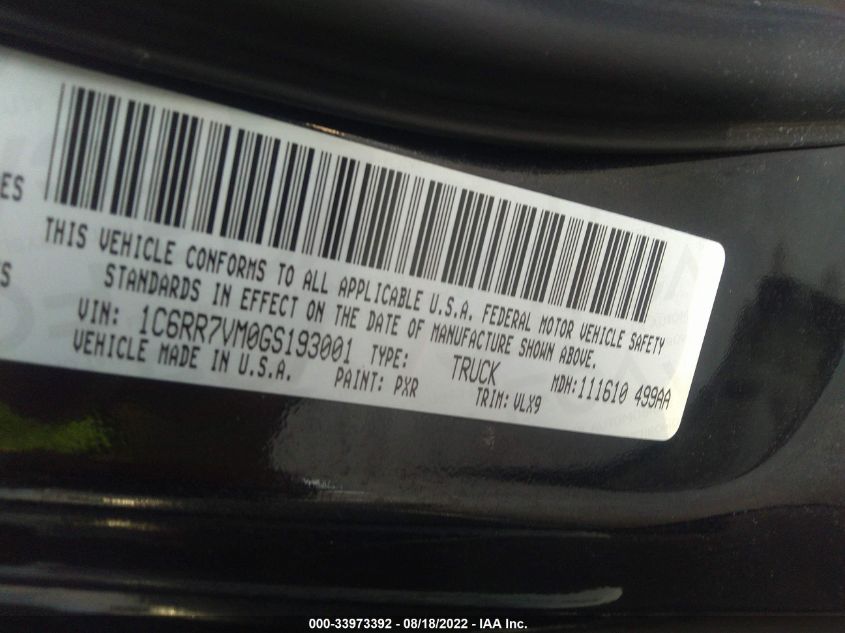 ES
THIS VEHICLE CONFORMS TO ALL APPLICABLE U.S.A. FEDERAL MOTOR VEHICLE SAFETY
S
STANDARDS IN EFFECT ON THE DATE OF MANUFACTURE SHOWN ABOVE.
VIN: 1C6RR7VM0GS193001 TYPE: TRUCK MDH:111610 499AA
VEHICLE MADE IN U.S.A. PAINT: PXR TRIM: VLX9
000-33973392 - 08/18/2022 - IAA Inc.